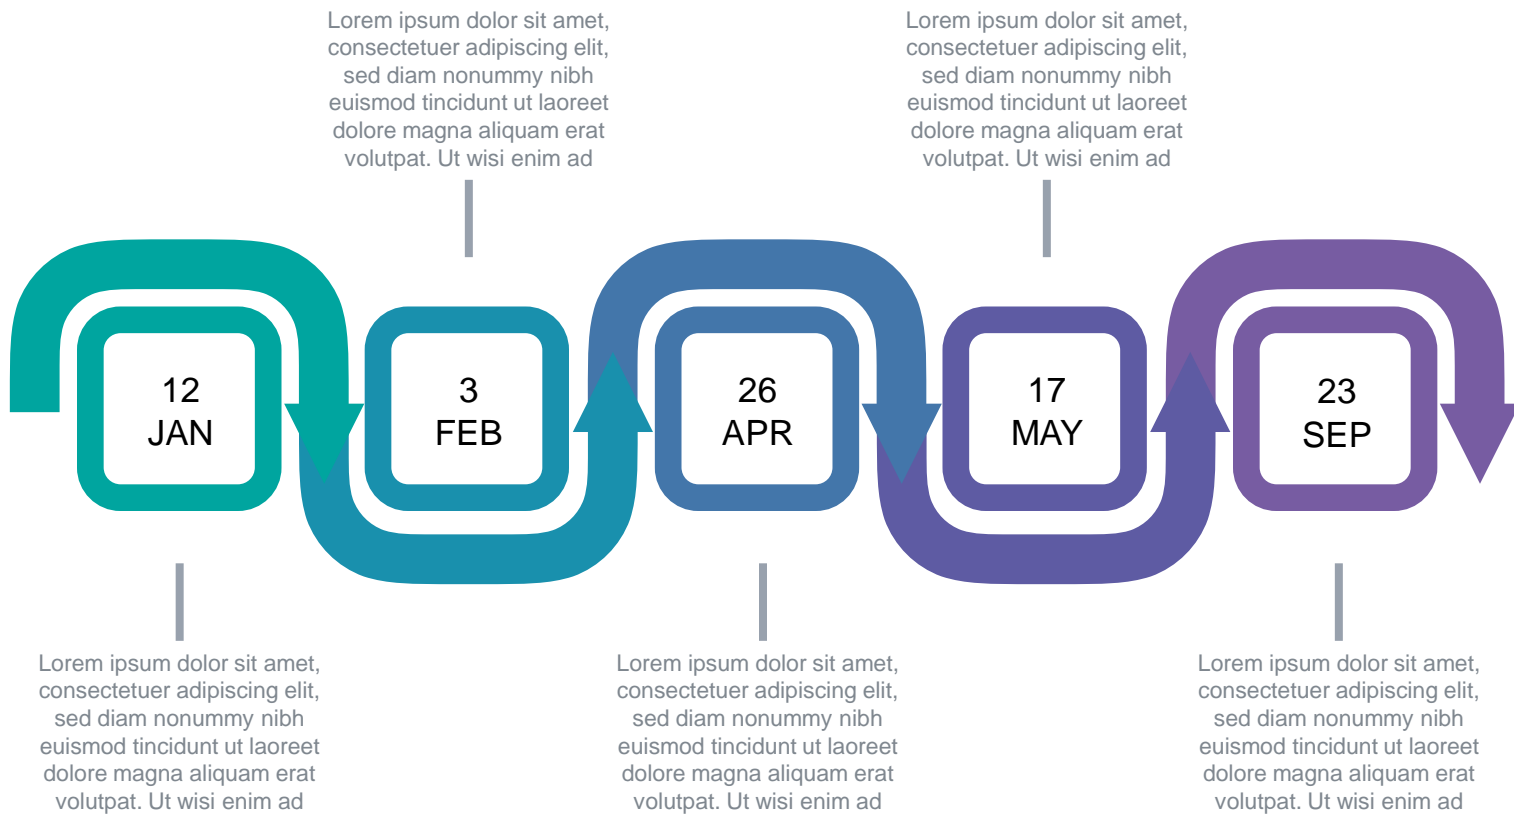 Lorem ipsum dolor sit amet,
consectetuer adipiscing elit,
sed diam nonummy nibh
euismod tincidunt ut laoreet
dolore magna aliquam erat
volutpat. Ut wisi enim ad
Lorem ipsum dolor sit amet,
consectetuer adipiscing elit,
sed diam nonummy nibh
euismod tincidunt ut laoreet
dolore magna aliquam erat
volutpat. Ut wisi enim ad
12
JAN
3
FEB
26
APR
17
MAY
23
SEP
Lorem ipsum dolor sit amet,
consectetuer adipiscing elit,
sed diam nonummy nibh
euismod tincidunt ut laoreet
dolore magna aliquam erat
volutpat. Ut wisi enim ad
Lorem ipsum dolor sit amet,
consectetuer adipiscing elit,
sed diam nonummy nibh
euismod tincidunt ut laoreet
dolore magna aliquam erat
volutpat. Ut wisi enim ad
Lorem ipsum dolor sit amet,
consectetuer adipiscing elit,
sed diam nonummy nibh
euismod tincidunt ut laoreet
dolore magna aliquam erat
volutpat. Ut wisi enim ad